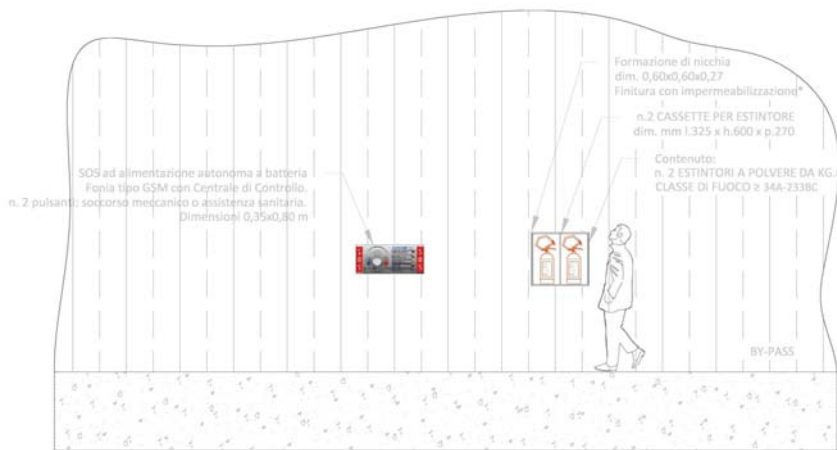 Formazione di nicchia
dim. 0,60x0,60x0,27
Finitura con impermeabilizzazione*
n.2 CASSETTE PER ESTINTORE
dim. mm l.325 x h.600 x p.270
Contenuto:
n. 2 ESTINTORI A POLVERE DA KG.
CLASSE DI FUOCO ≥ 34A-233BC
SOS ad alimentazione autonoma a batteria
Fonia tipo GSM con Centrale di Controllo.
n. 2 pulsanti: soccorso meccanico o assistenza sanitaria.
Dimensioni 0,35x0,80 m
BY-PASS